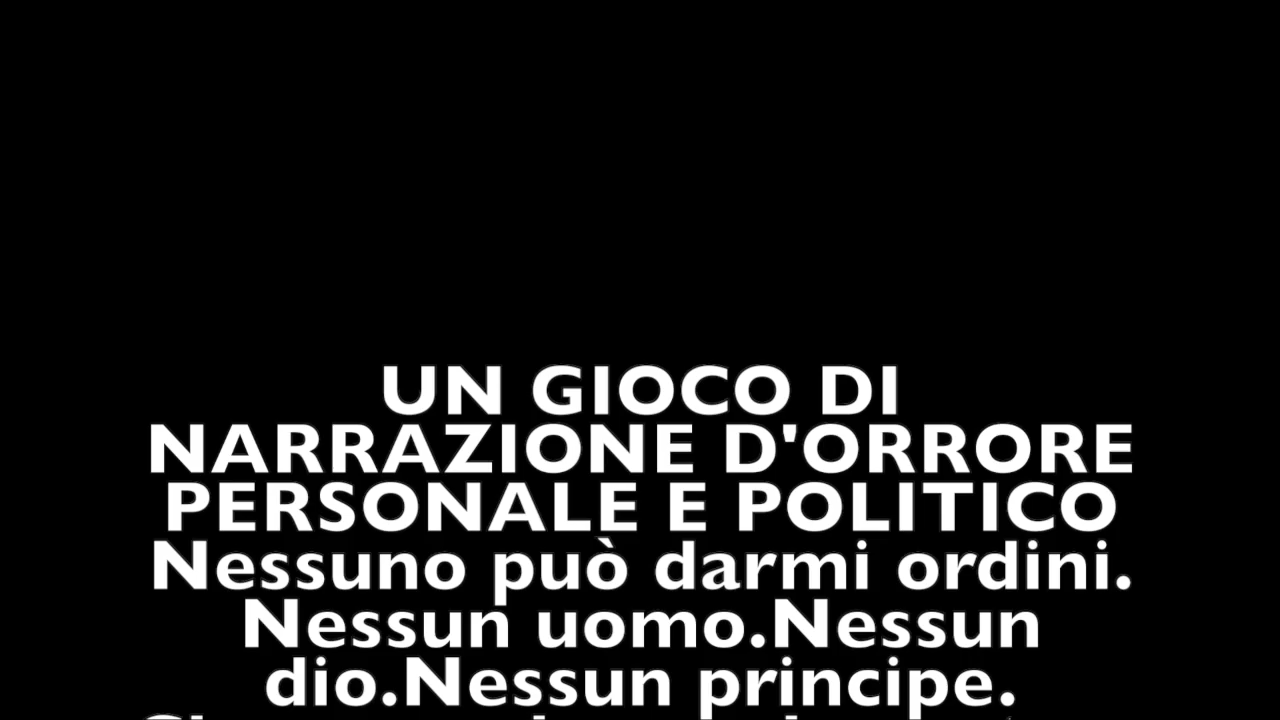 UN GIOCO DI
NARRAZIONE D'ORRORE
PERSONALE E POLITICO
Nessuno può darmi ordini.
Nessun uomo.Nessun
dio.Nessun principe.